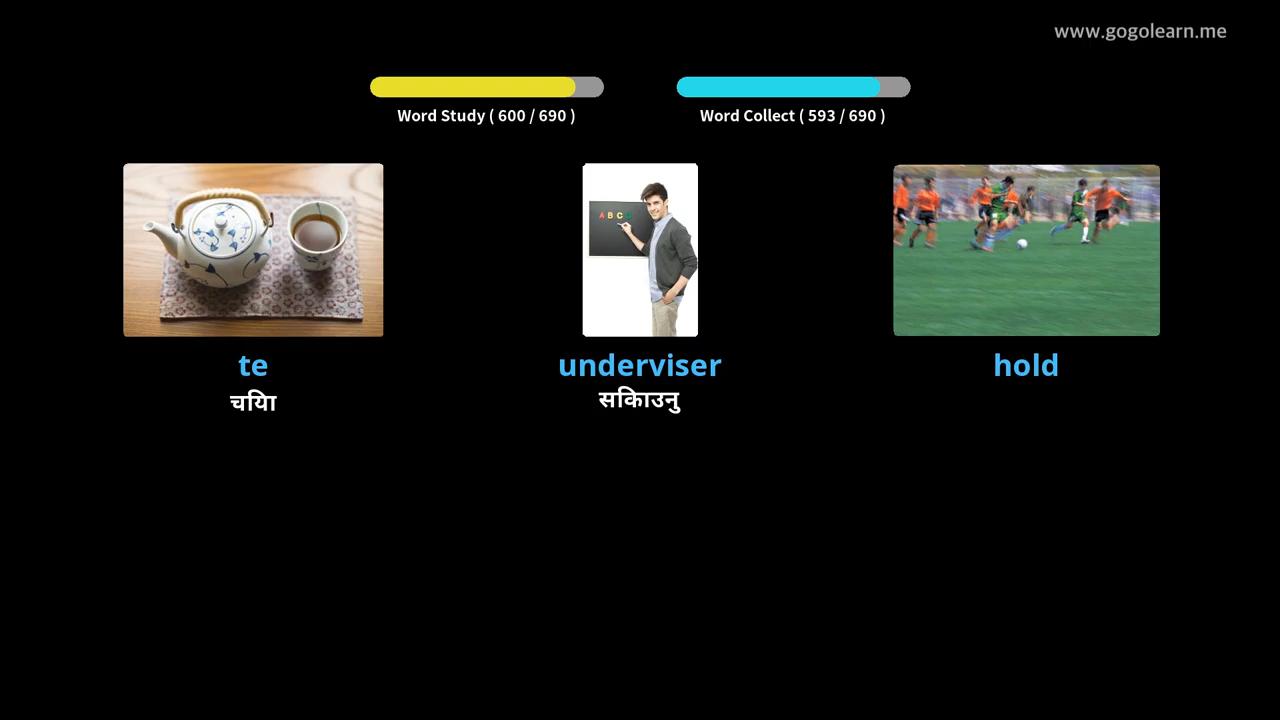 www.gogolearn.me
Word Study ( 600 / 690 )
Word Collect ( 593 / 690 )
te
underviser
hold
चयिा
सकिाउनु
A B C D